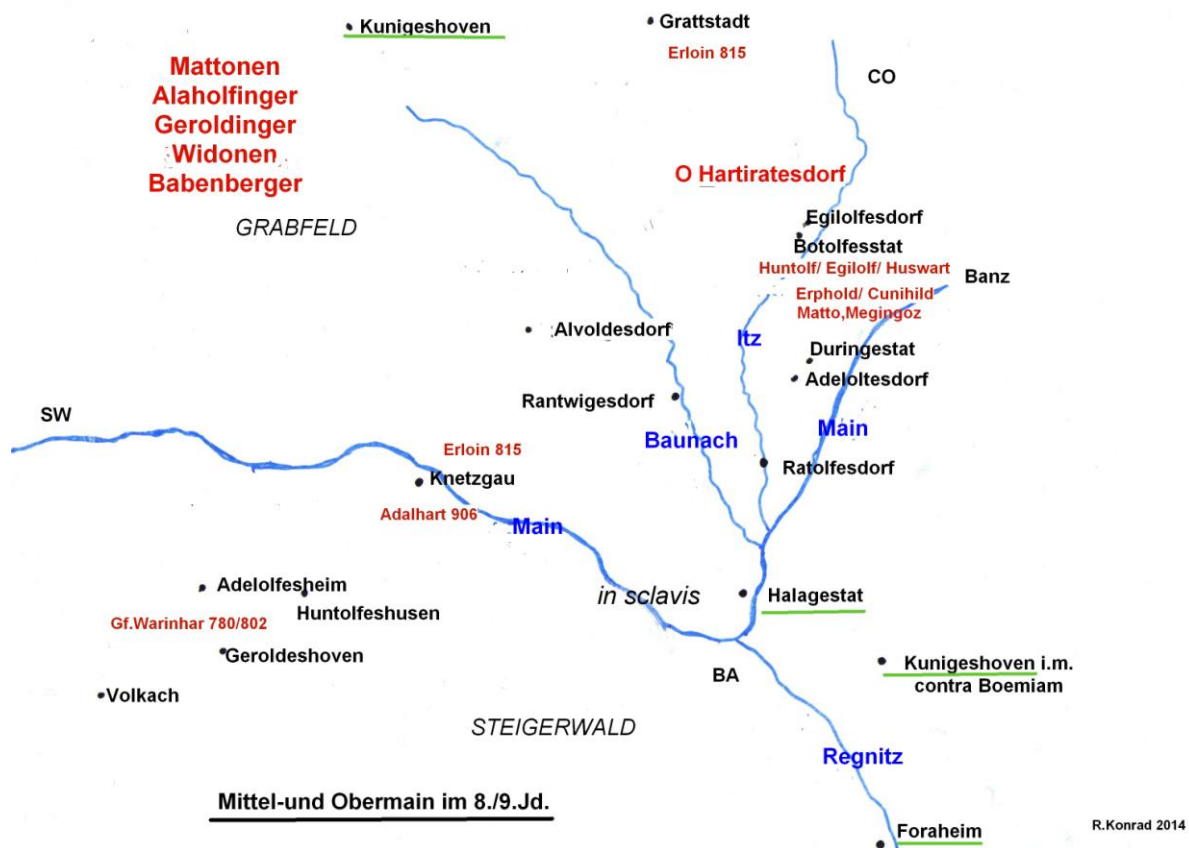 Kunigeshoven
Grattstadt
Erloin 815
Mattonen
Alaholfinger
Geroldinger
Widonen
Babenberger
CO
O Hartiratesdorf
GRABFELD
Egilolfesdorf
Botolfesstat
Huntolf/ Egilolf/ Huswart
Banz
Erphold/ Cunihild
Matto,Megingoz
Alvoldesdorf
Itz
Duringestat
Adeloltesdorf
Rantwigesdorf
SW
Baunach
Main
Erloin 815
Ratolfesdorf
Knetzgau
Adalhart 906
Main
Adelolfesheim
in sclavis
Halagestat
Huntolfeshusen
Gf.Warinhar 780/802
Geroldeshoven
Kunigeshoven i.m.
contra Boemiam
BA
Volkach
STEIGERWALD
Regnitz
Mittel-und Obermain im 8./9.Jd.
R.Konrad 2014
Foraheim